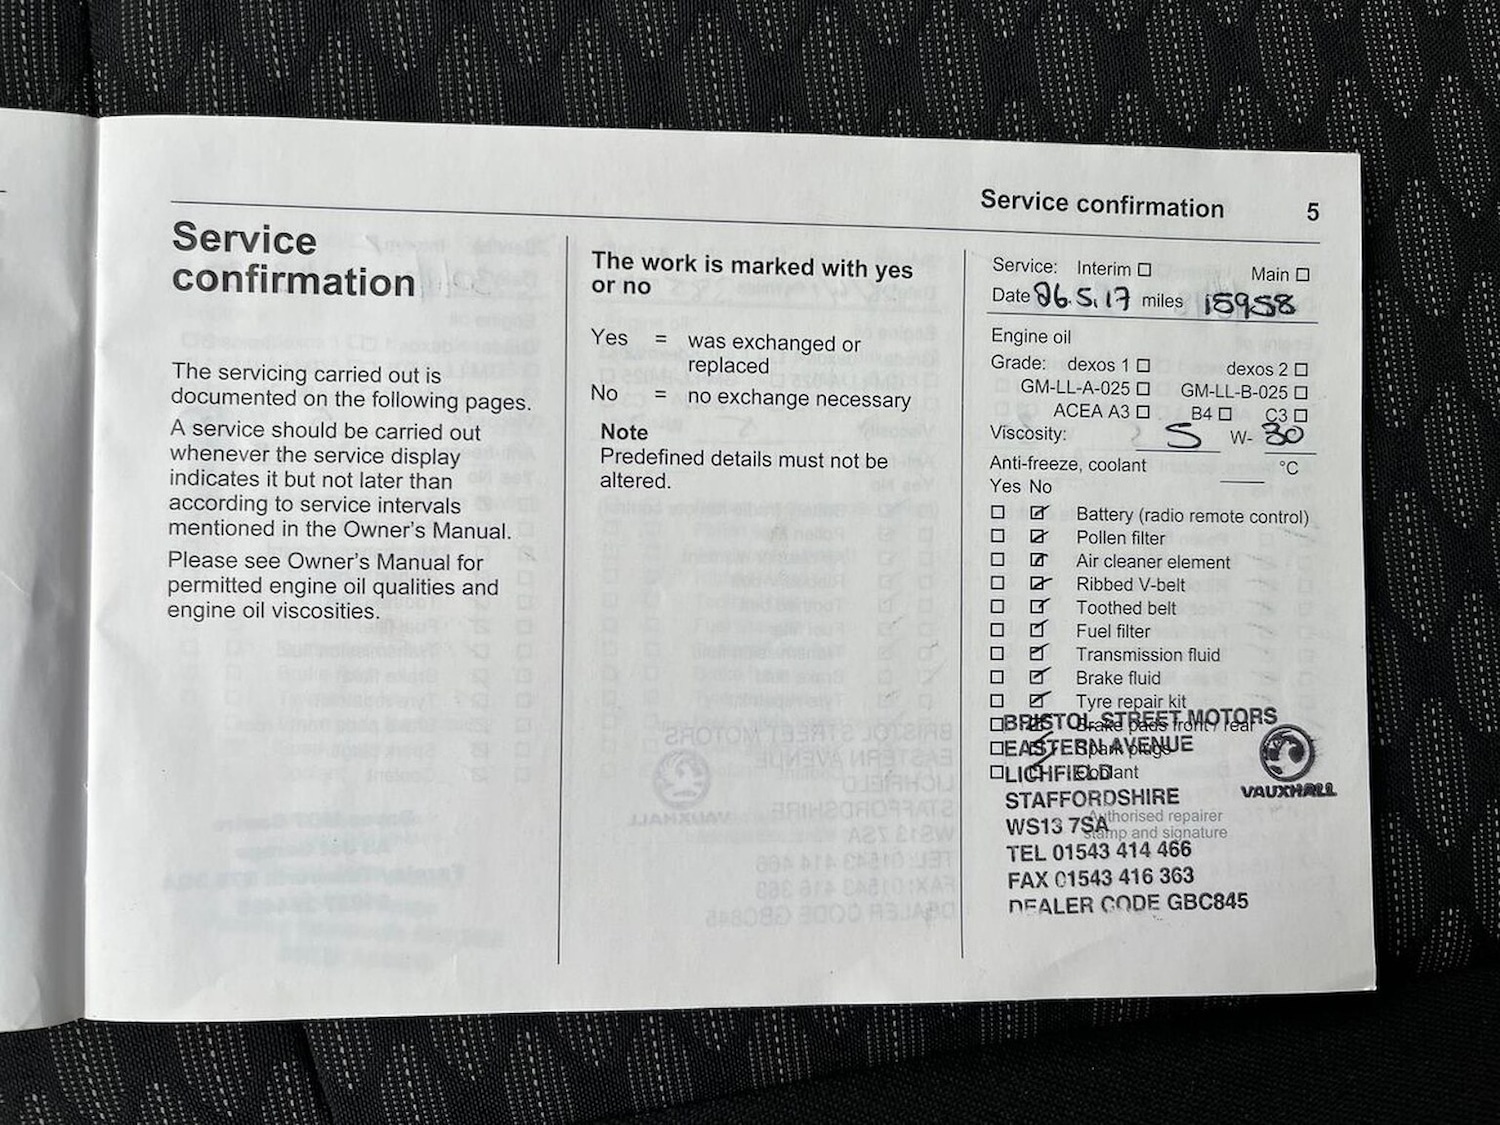 Service confirmation 5
Service
confirmation
The servicing carried out is
documented on the following pages.
A service should be carried out
whenever the service display
indicates it but not later than
according to service intervals
mentioned in the Owner's Manual.
Please see Owner's Manual for
permitted engine oil qualities and
engine oil viscosities.
The work is marked with yes
or no
Yes = was exchanged or
replaced
No = no exchange necessary
Note
Predefined details must not be
altered.
Service: Interim Main
Date 26.5.17 miles 15958
Engine oil
Grade: dexos 1 dexos 2
GM-LL-A-025 GM-LL-B-025
ACEA A3 B4 C3
Viscosity: 5 W- 30
Anti-freeze, coolant °C
Yes No
Battery (radio remote control)
Pollen filter
Air cleaner element
Ribbed V-belt
Toothed belt
Fuel filter
Transmission fluid
Brake fluid
Tyre repair kit
Brake pads front / rear
Spark plugs
Coolant
Authorised repairer
stamp and signature
BRISTOL STREET MOTORS
EASTERN AVENUE
LICHFIELD
STAFFORDSHIRE
WS13 7SA
TEL 01543 414 466
FAX 01543 416 363
DEALER CODE GBC845
VAUXHALL